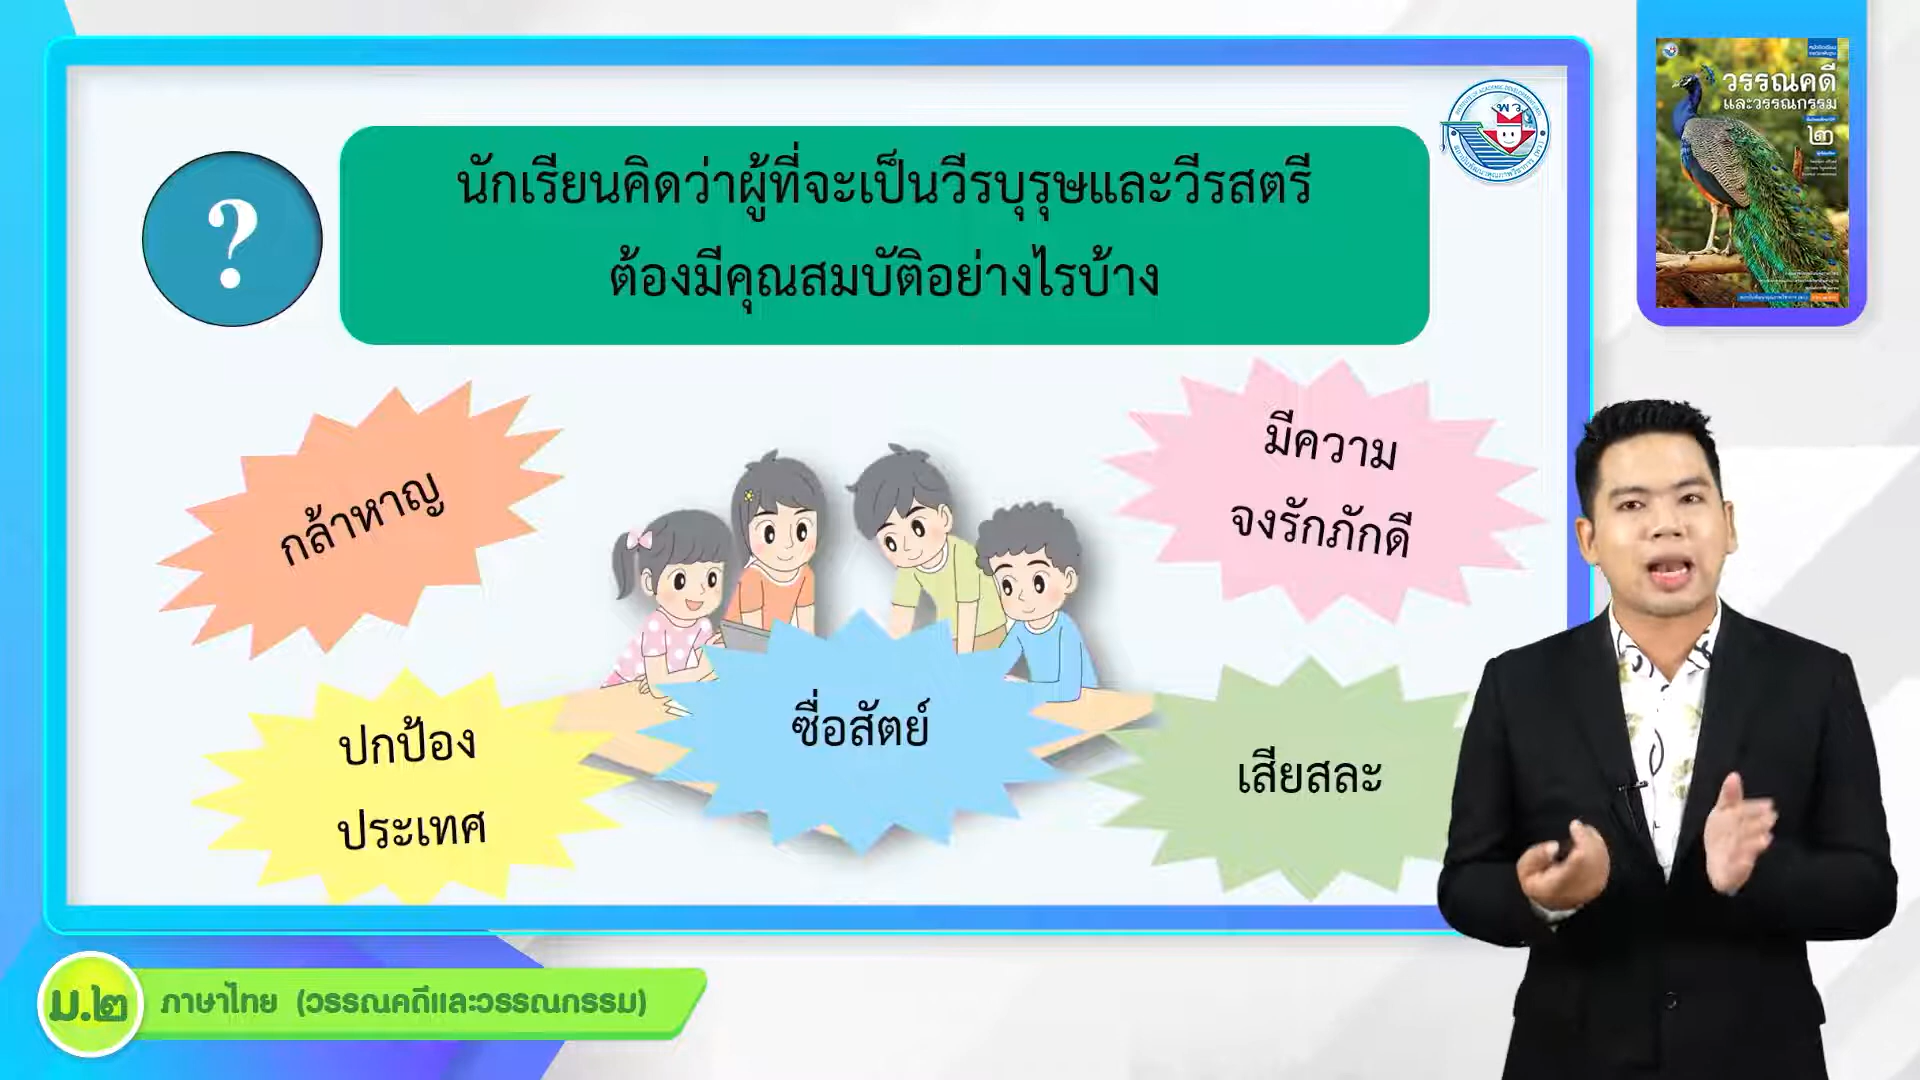 นักเรียนคิดว่าผู้ที่จะเป็นวีรบุรุษและวีรสตรี
ต้องมีคุณสมบัติอย่างไรบ้าง
?
กล้าหาญ
มีความ
จงรักภักดี
ปกป้อง
ประเทศ
ซื่อสัตย์
เสียสละ
วรรณคดี
และวรรณกรรม
๒
พว
ม.๒
ภาษาไทย (วรรณคดีและวรรณกรรม)